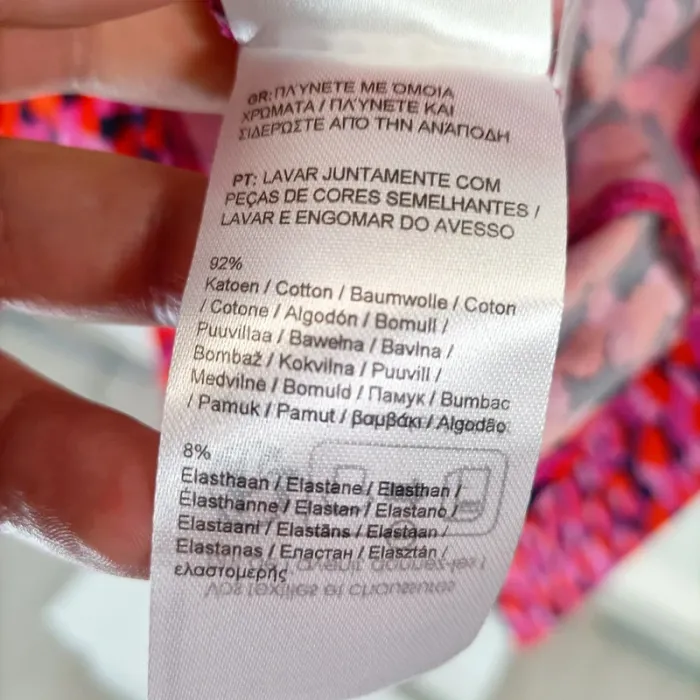 GR: ΠΛΥΝΕΤΕ ΜΕ ΌΜΟΙΑ
ΧΡΩΜΑΤΑ / ΠΛΥΝΕΤΕ ΚΑΙ
ΣΙΔΕΡΩΣΤΕ ΑΠΟ ΤΗΝ ΑΝΑΠΟΔΗ
PT: LAVAR JUNTAMENTE COM
PEÇAS DE CORES SEMELHANTES /
LAVAR E ENGOMAR DO AVESSO
92%
Katoen / Cotton / Baumwolle / Coton
/ Cotone / Algodón / Bomull /
Puuvillaa / Bawełna / Bavlna /
Bombaž / Kokvilna / Puuvill /
Medvilnė / Bomuld / Памук / Bumbac
/ Pamuk / Pamut / βαμβάκι / Algodão
8%
Elasthaan / Elastane / Elasthan /
Élasthanne / Elastan / Elastano /
Elastaani / Elastāns / Elastaan /
Elastanas / Еластан / Elasztán /
ελαστομερής